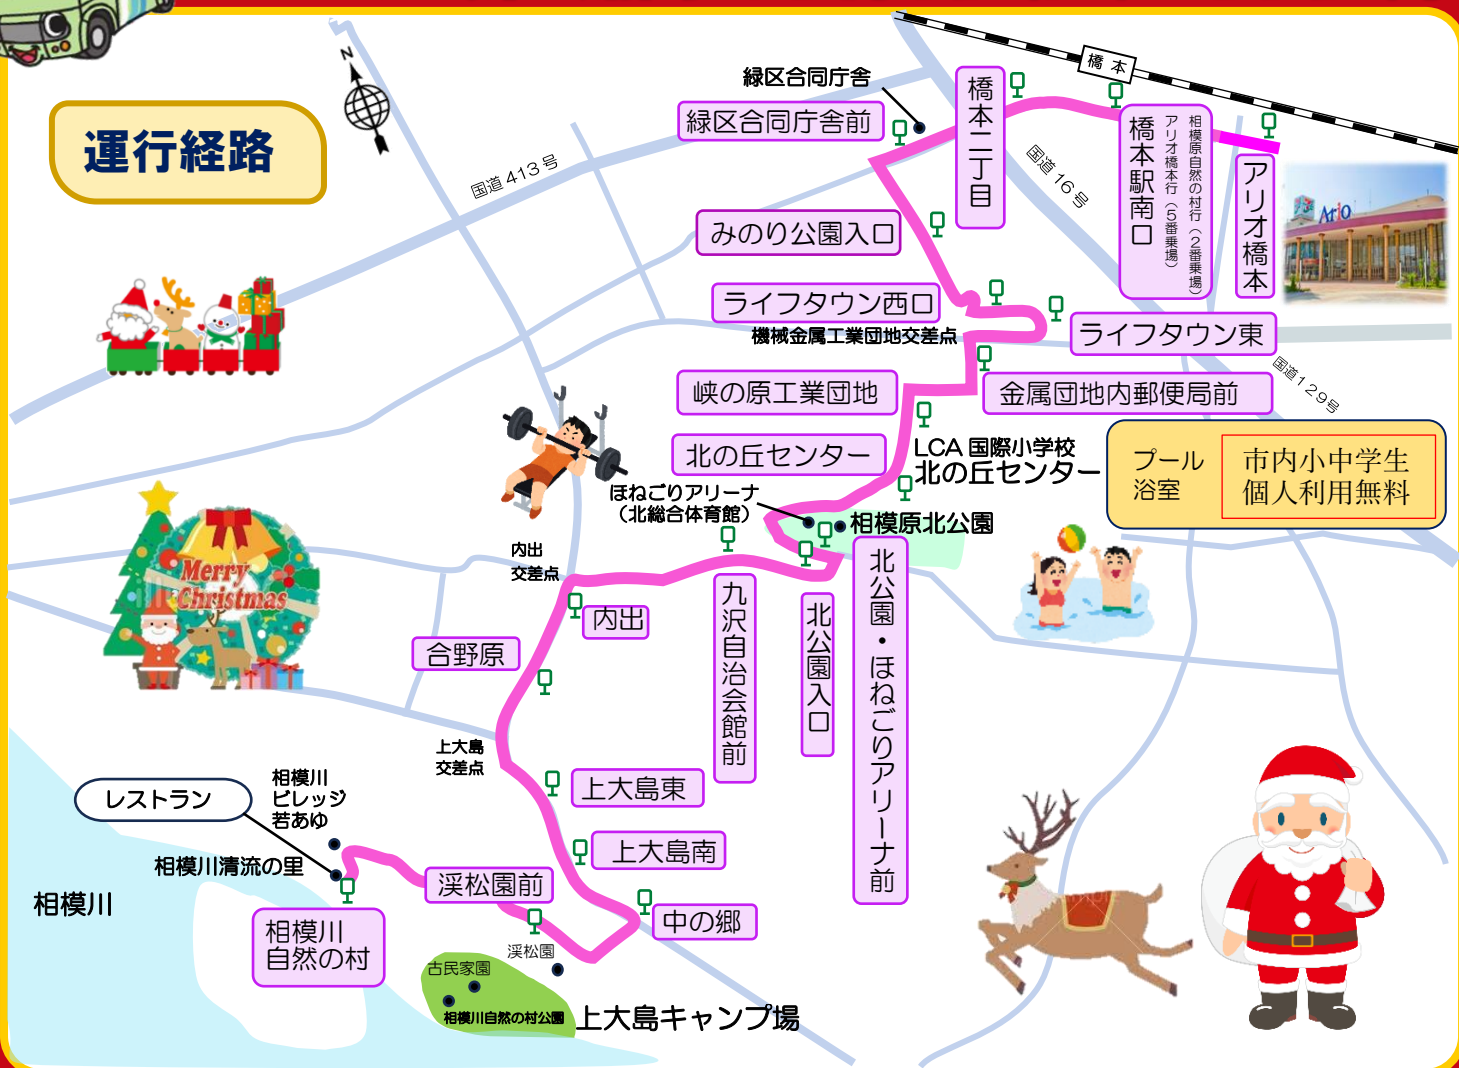 運行経路
N
国道413号
緑区合同庁舎
緑区合同庁舎前
橋本二丁目
橋本
国道16号
橋本駅南口
相模原自然の村行(2番乗場)
アリオ橋本行(5番乗場)
アリオ橋本
Ario
みのり公園入口
ライフタウン西口
機械金属工業団地交差点
ライフタウン東
国道129号
峡の原工業団地
金属団地内郵便局前
北の丘センター
LCA 国際小学校
北の丘センター
プール
浴室
市内小中学生
個人利用無料
ほねごりアリーナ
(北総合体育館)
相模原北公園
内出
交差点
内出
合野原
九沢自治会館前
北公園入口
北公園・ほねごりアリーナ前
Merry
Christmas
上大島
交差点
上大島東
上大島南
中の郷
レストラン
相模川
ビレッジ
若あゆ
相模川清流の里
相模川
相模川
自然の村
渓松園前
渓松園
古民家園
相模川自然の村公園
上大島キャンプ場